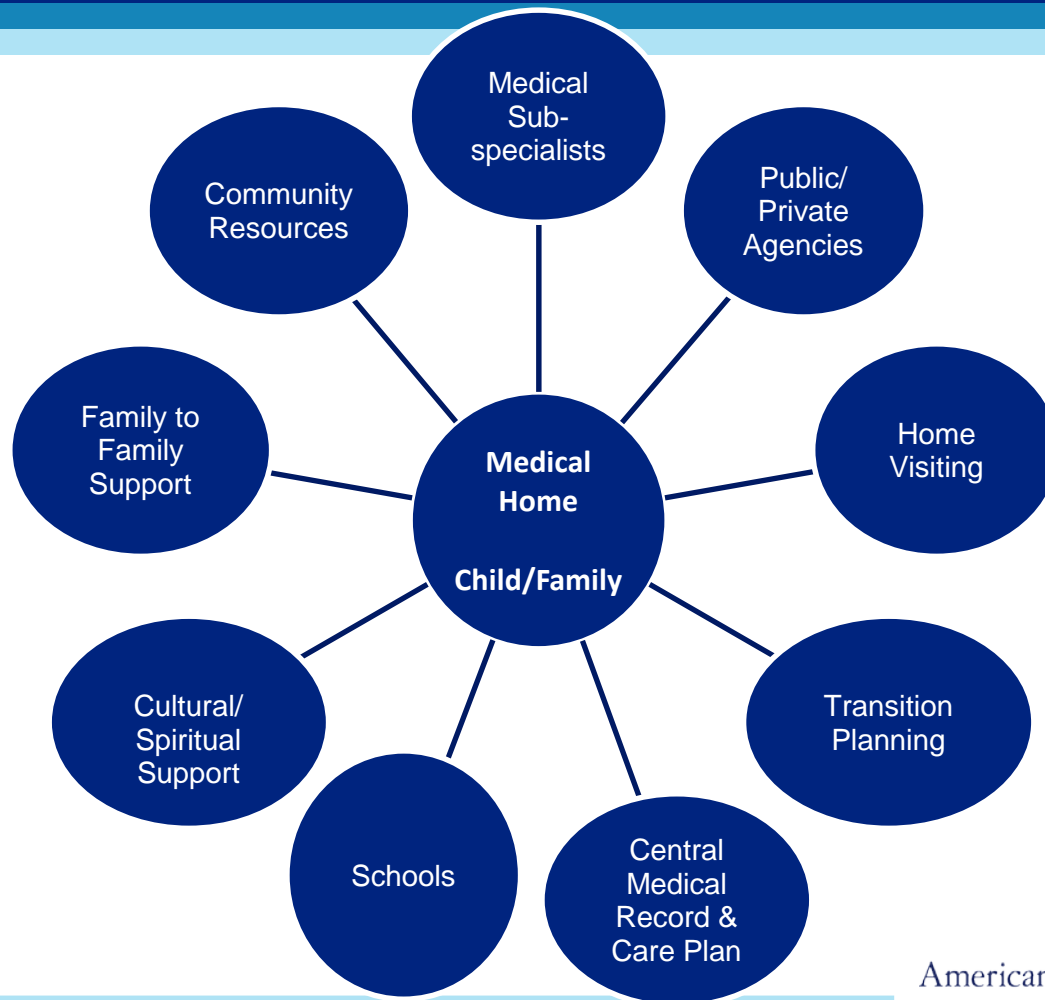 Medical
Sub-
specialists
Public/
Private
Agencies
Home
Visiting
Transition
Planning
Central
Medical
Record &
Care Plan
Schools
Cultural/
Spiritual
Support
Family to
Family
Support
Community
Resources
Medical
Home
Child/Family
American